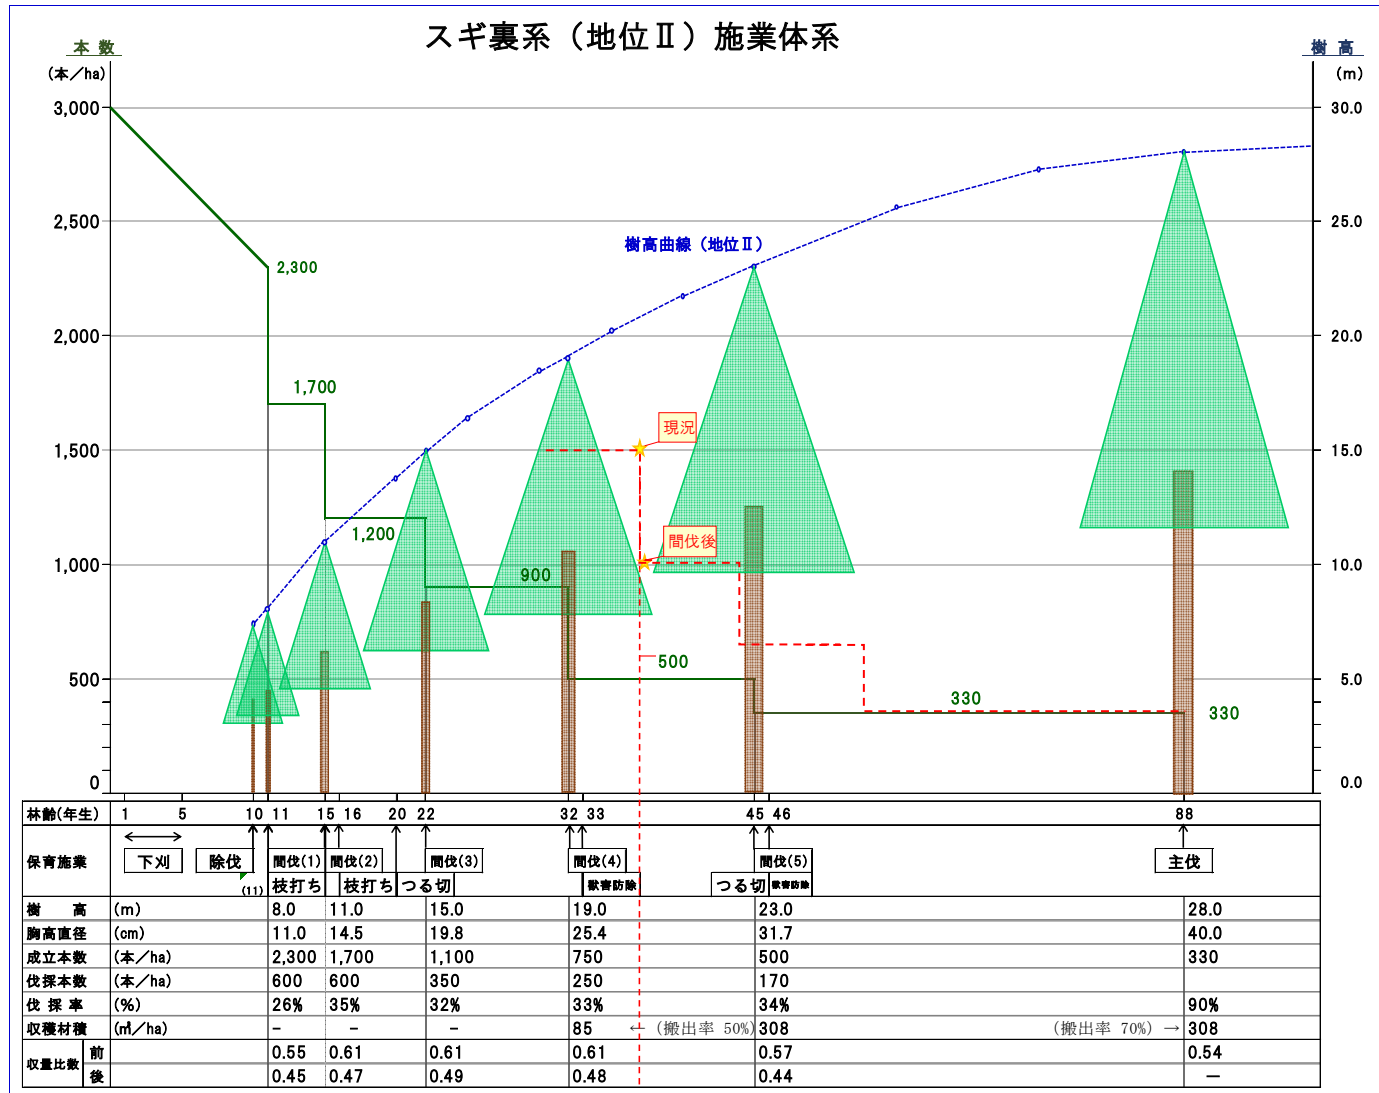 スギ裏系（地位Ⅱ）施業体系
本 数
(本／ha)
樹 高
(m)
3,000
30.0
2,500
25.0
樹高曲線（地位Ⅱ）
2,300
2,000
20.0
1,700
現況
1,500
15.0
1,200
間伐後
1,000
10.0
900
500
500
5.0
330
330
0
0.0
林齢(年生) 1 5 10 11 15 16 20 22 32 33 45 46 88
保育施業 下刈 除伐 間伐(1) 間伐(2) 間伐(3) 間伐(4) 間伐(5) 主伐
(11) 枝打ち 枝打ち つる切 獣害防除 つる切 獣害防除
樹 高 (m) 8.0 11.0 15.0 19.0 23.0 28.0
胸高直径 (cm) 11.0 14.5 19.8 25.4 31.7 40.0
成立本数 (本／ha) 2,300 1,700 1,100 750 500 330
伐採本数 (本／ha) 600 600 350 250 170
伐 採 率 (%) 26% 35% 32% 33% 34% 90%
収穫材積 (㎥／ha) － － － 85 ←（搬出率 50%) 308 (搬出率 70%) → 308
収量比数 前 0.55 0.61 0.61 0.61 0.57 0.54
後 0.45 0.47 0.49 0.48 0.44 －